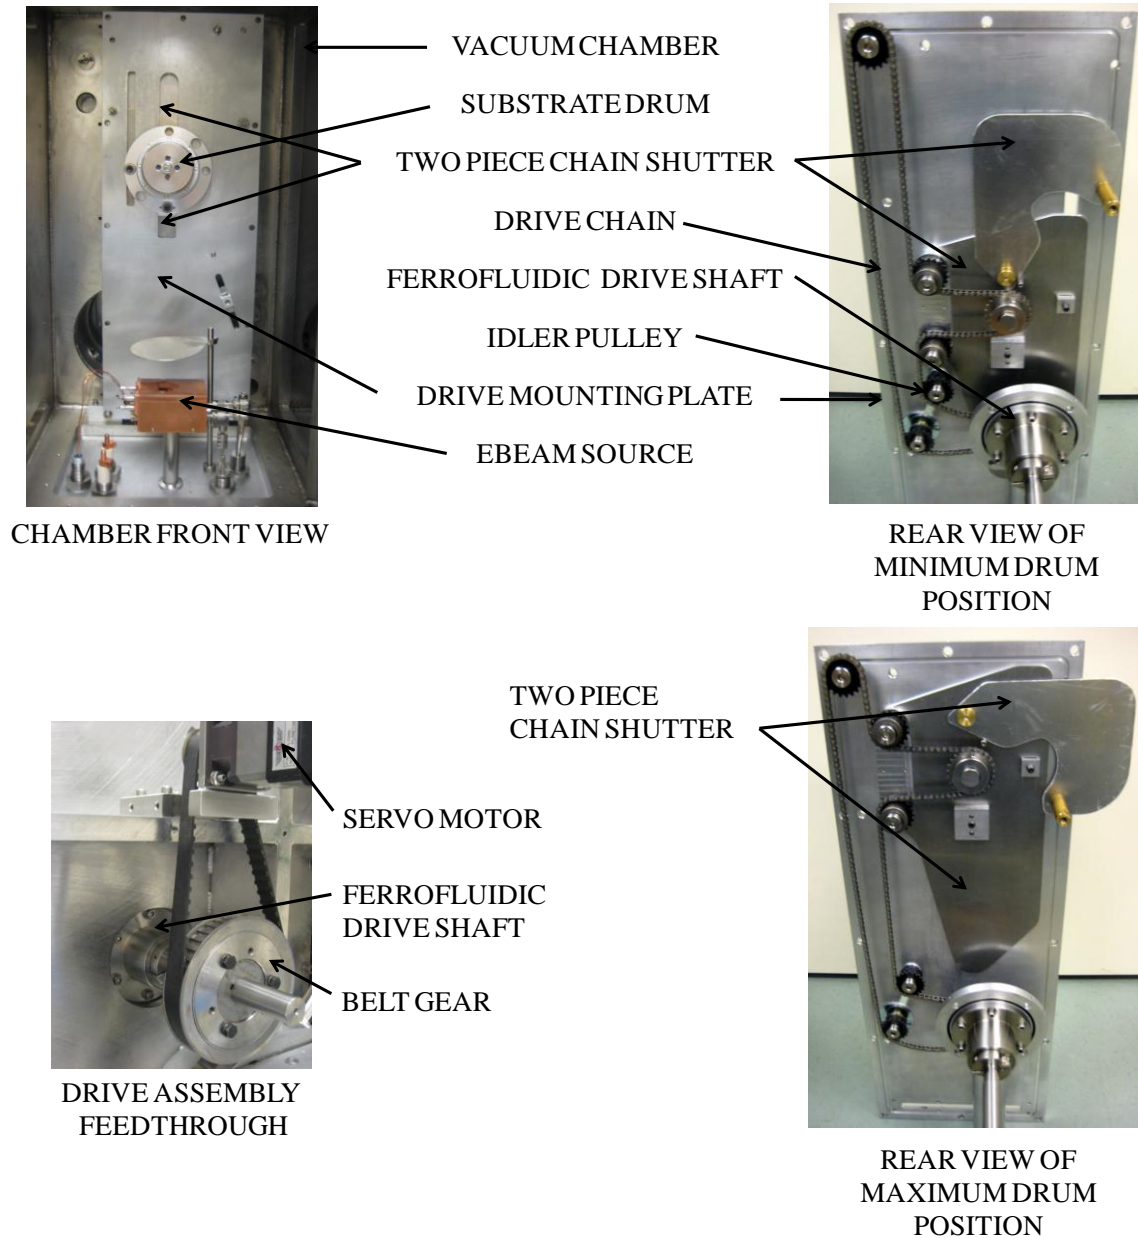 VACUUM CHAMBER
SUBSTRATE DRUM
TWO PIECE CHAIN SHUTTER
DRIVE CHAIN
FERROFLUIDIC DRIVE SHAFT
IDLER PULLEY
DRIVE MOUNTING PLATE
EBEAM SOURCE
CHAMBER FRONT VIEW
REAR VIEW OF
MINIMUM DRUM
POSITION
TWO PIECE
CHAIN SHUTTER
SERVO MOTOR
FERROFLUIDIC
DRIVE SHAFT
BELT GEAR
DRIVE ASSEMBLY
FEEDTHROUGH
REAR VIEW OF
MAXIMUM DRUM
POSITION